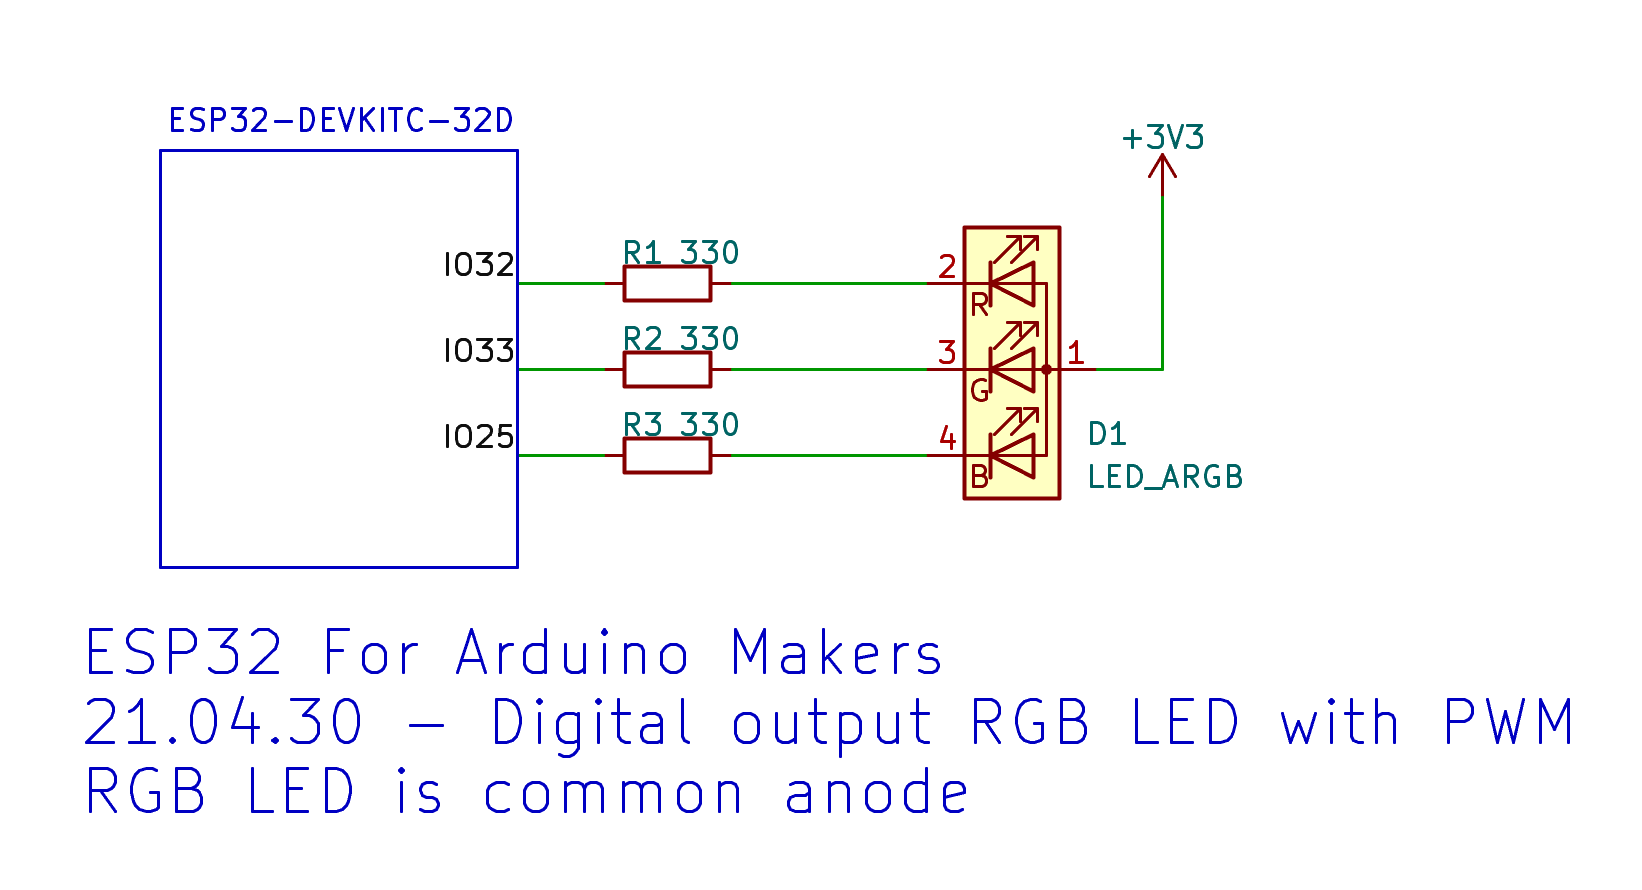 ESP32-DEVKITC-32D
+3V3
IO32
R1 330
2
R
IO33
R2 330
3
1
G
IO25
R3 330
4
B
D1
LED_ARGB
ESP32 For Arduino Makers
21.04.30 - Digital output RGB LED with PWM
RGB LED is common anode